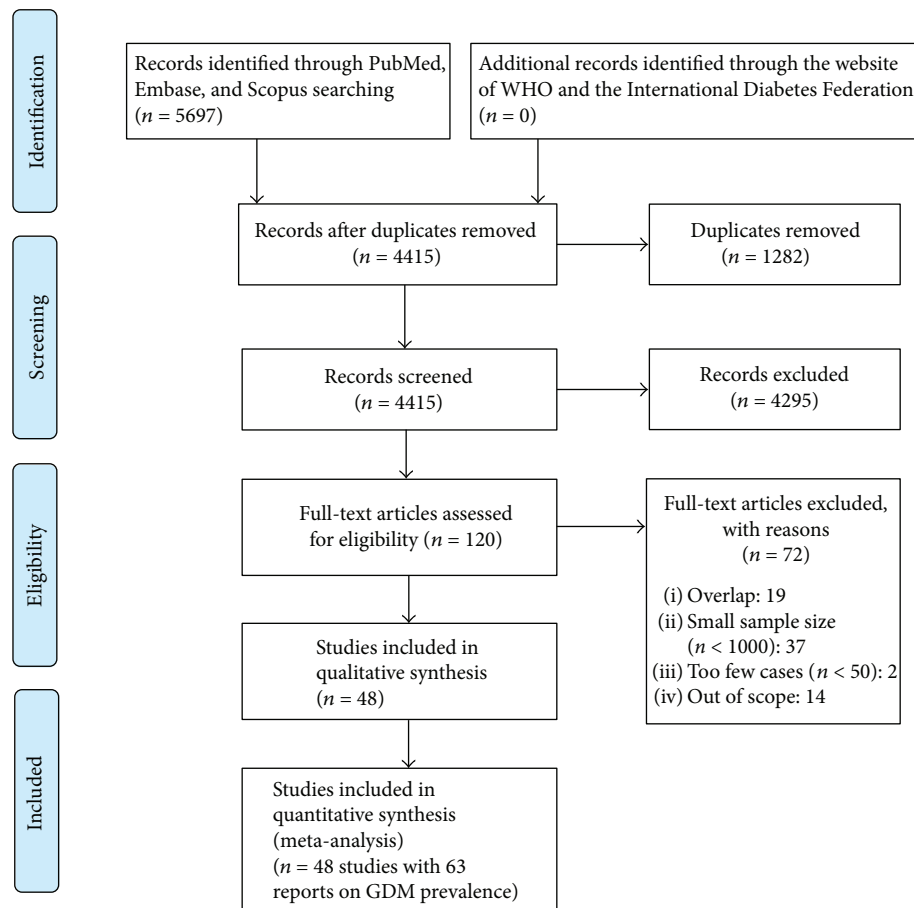 Identification
Records identified through PubMed,
Embase, and Scopus searching
(n = 5697)
Additional records identified through the website
of WHO and the International Diabetes Federation
(n = 0)
Records after duplicates removed
(n = 4415)
Duplicates removed
(n = 1282)
Screening
Records screened
(n = 4415)
Records excluded
(n = 4295)
Eligibility
Full-text articles assessed
for eligibility (n = 120)
Full-text articles excluded,
with reasons
(n = 72)
(i) Overlap: 19
(ii) Small sample size
(n < 1000): 37
(iii) Too few cases (n < 50): 2
(iv) Out of scope: 14
Studies included in
qualitative synthesis
(n = 48)
Included
Studies included in
quantitative synthesis
(meta-analysis)
(n = 48 studies with 63
reports on GDM prevalence)